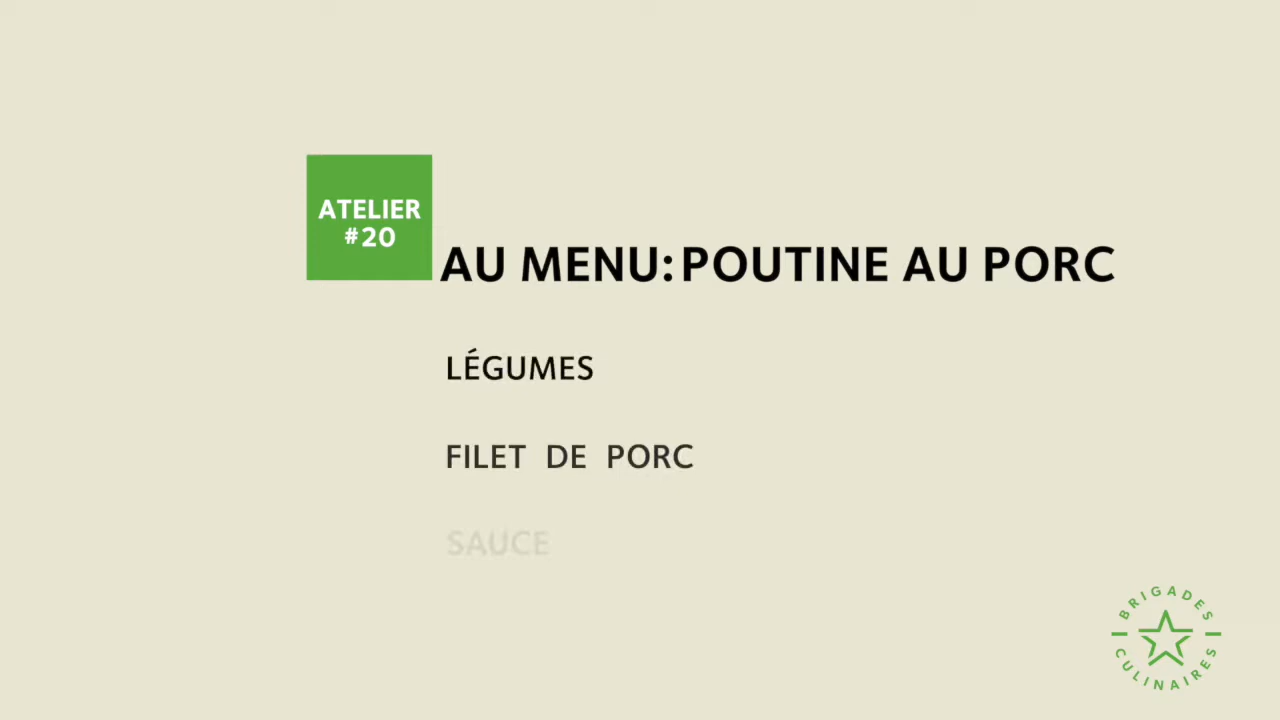 ATELIER
#20
AU MENU: POUTINE AU PORC
LÉGUMES
FILET DE PORC
SAUCE
BRIGADES
CULINAIRES